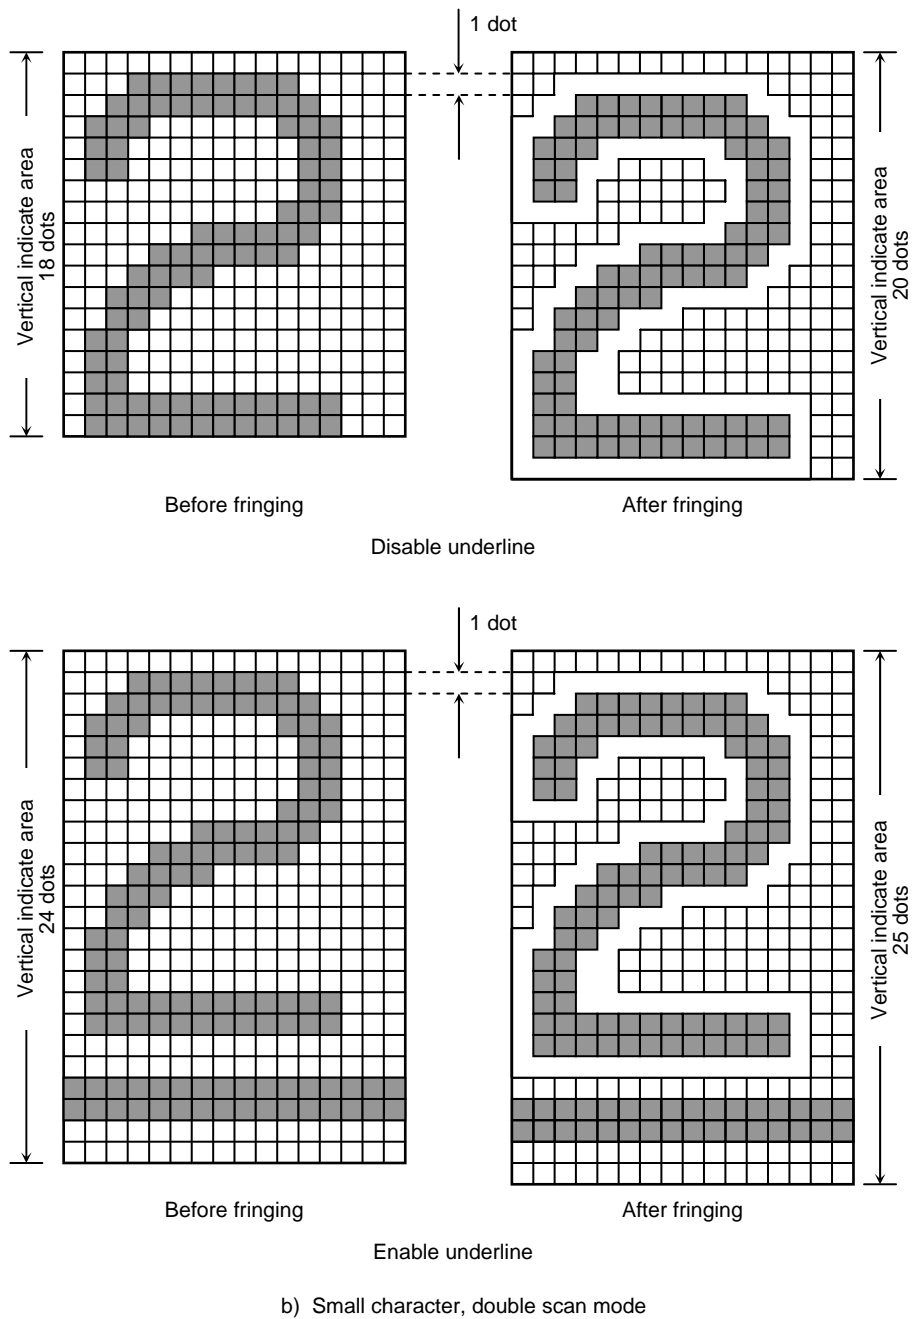 1 dot
Vertical indicate area
18 dots
Vertical indicate area
20 dots
Before fringing
After fringing
Disable underline
1 dot
Vertical indicate area
24 dots
Vertical indicate area
25 dots
Before fringing
After fringing
Enable underline
b) Small character, double scan mode